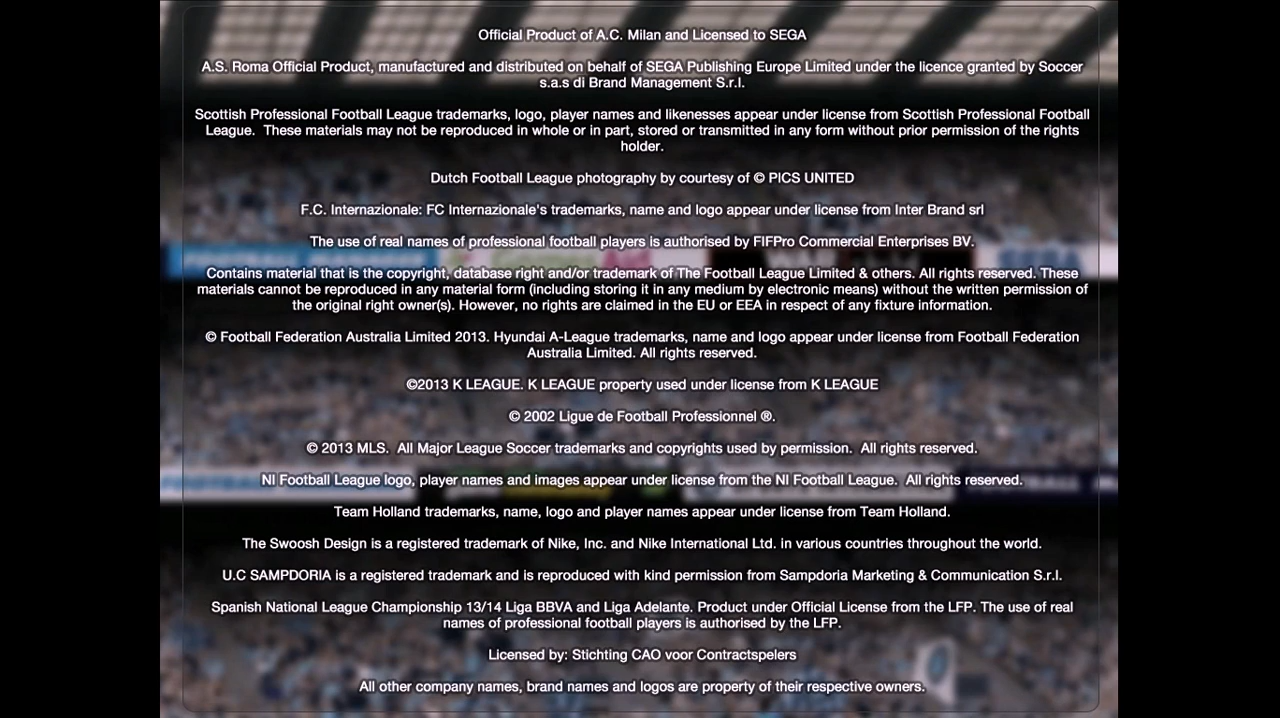 Official Product of A.C. Milan and Licensed to SEGA
A.S. Roma Official Product, manufactured and distributed on behalf of SEGA Publishing Europe Limited under the licence granted by Soccer
s.a.s di Brand Management S.r.l.
Scottish Professional Football League trademarks, logo, player names and likenesses appear under license from Scottish Professional Football
League.  These materials may not be reproduced in whole or in part, stored or transmitted in any form without prior permission of the rights
holder.
Dutch Football League photography by courtesy of © PICS UNITED
F.C. Internazionale: FC Internazionale's trademarks, name and logo appear under license from Inter Brand srl
The use of real names of professional football players is authorised by FIFPro Commercial Enterprises BV.
Contains material that is the copyright, database right and/or trademark of The Football League Limited & others. All rights reserved. These
materials cannot be reproduced in any material form (including storing it in any medium by electronic means) without the written permission of
the original right owner(s). However, no rights are claimed in the EU or EEA in respect of any fixture information.
© Football Federation Australia Limited 2013. Hyundai A-League trademarks, name and logo appear under license from Football Federation
Australia Limited. All rights reserved.
©2013 K LEAGUE. K LEAGUE property used under license from K LEAGUE
© 2002 Ligue de Football Professionnel ®.
© 2013 MLS.  All Major League Soccer trademarks and copyrights used by permission.  All rights reserved.
NI Football League logo, player names and images appear under license from the NI Football League.  All rights reserved.
Team Holland trademarks, name, logo and player names appear under license from Team Holland.
The Swoosh Design is a registered trademark of Nike, Inc. and Nike International Ltd. in various countries throughout the world.
U.C SAMPDORIA is a registered trademark and is reproduced with kind permission from Sampdoria Marketing & Communication S.r.l.
Spanish National League Championship 13/14 Liga BBVA and Liga Adelante. Product under Official License from the LFP. The use of real
names of professional football players is authorised by the LFP.
Licensed by: Stichting CAO voor Contractspelers
All other company names, brand names and logos are property of their respective owners.